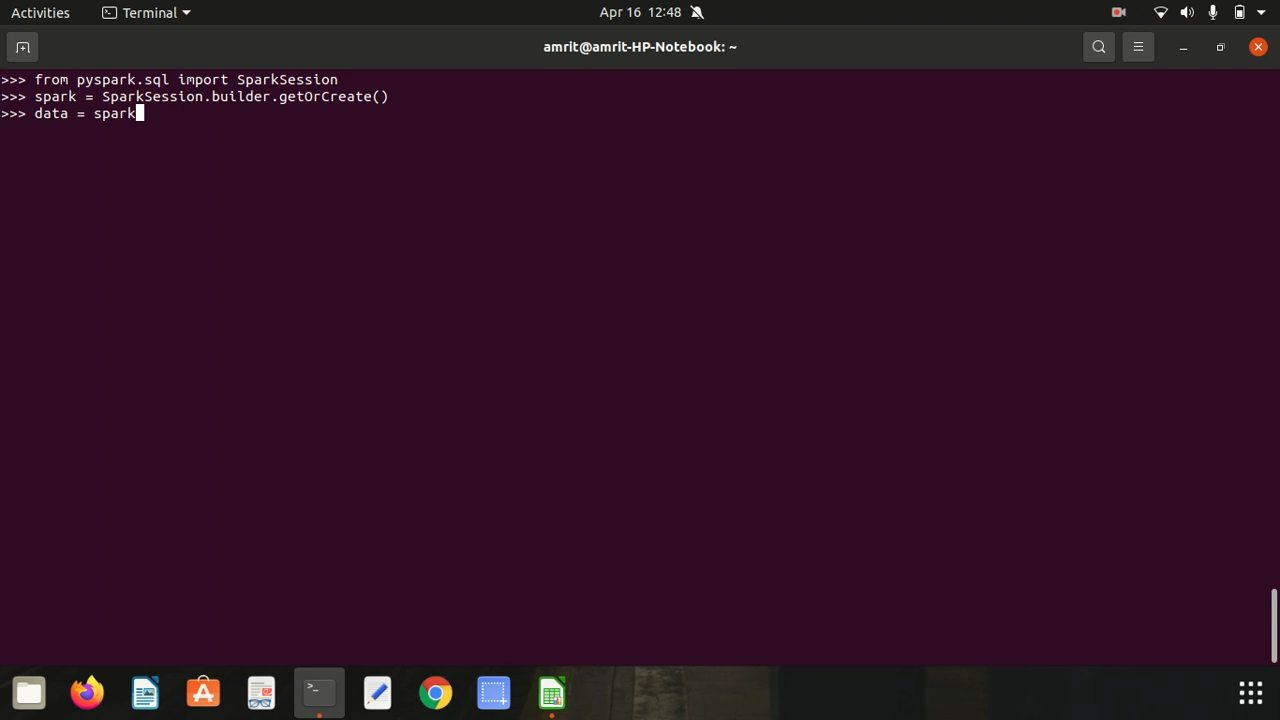 Activities
Terminal
Apr 16 12:48
amrit@amrit-HP-Notebook: ~
>>> from pyspark.sql import SparkSession
>>> spark = SparkSession.builder.getOrCreate()
>>> data = spark